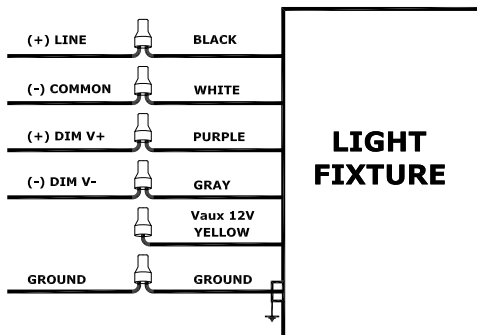 (+) LINE BLACK
(-) COMMON WHITE
(+) DIM V+ PURPLE
(-) DIM V- GRAY
Vaux 12V
YELLOW
GROUND GROUND
LIGHT
FIXTURE